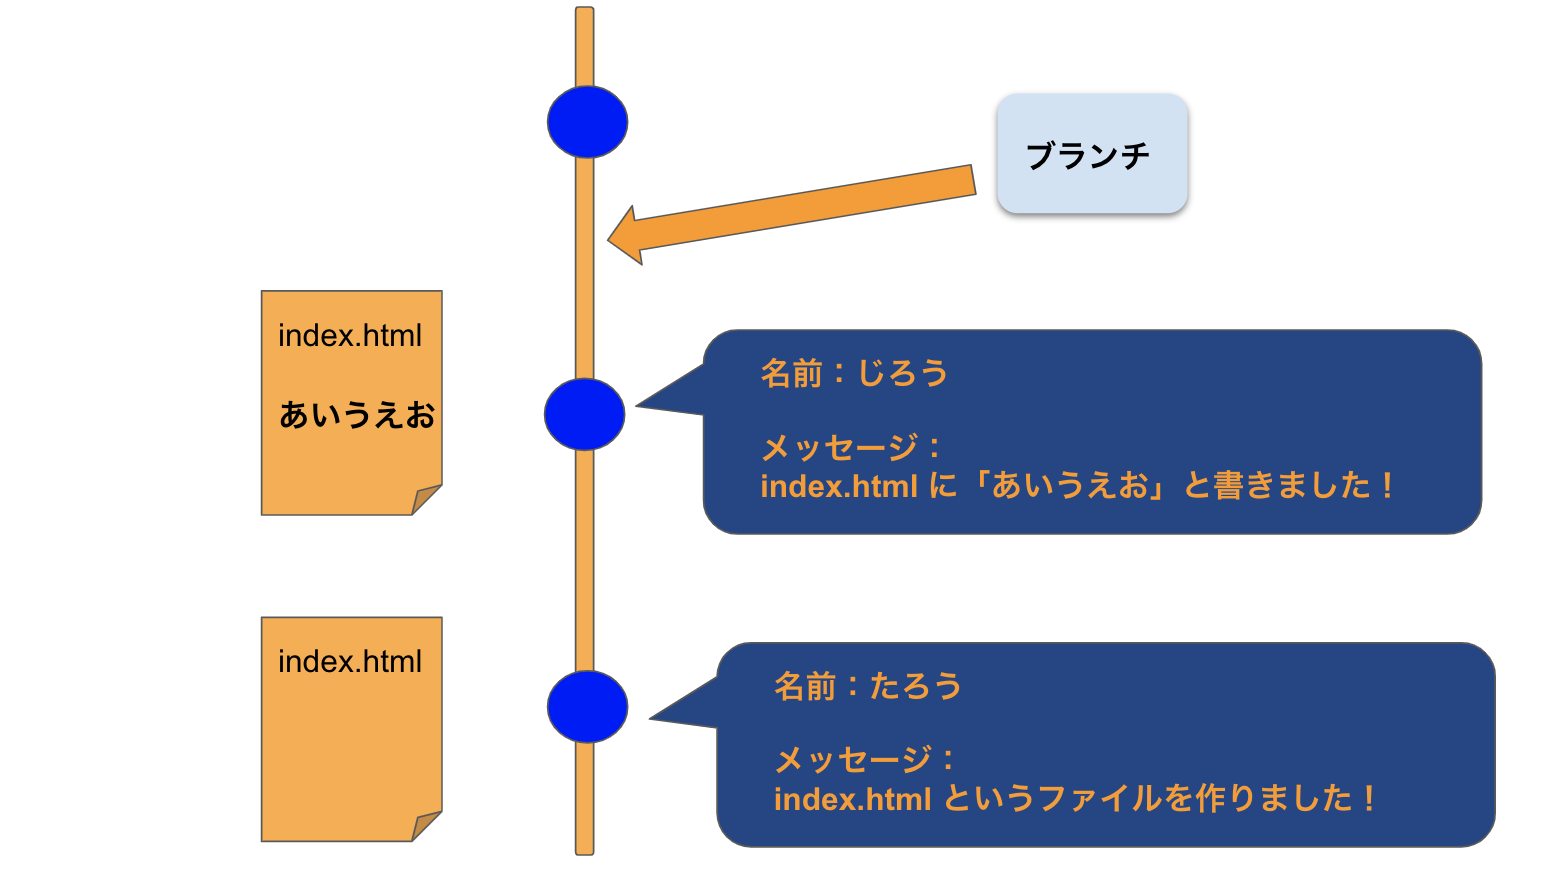 ブランチ
index.html
あいうえお
名前：じろう
メッセージ：
index.html に「あいうえお」と書きました！
index.html
名前：たろう
メッセージ：
index.html というファイルを作りました！